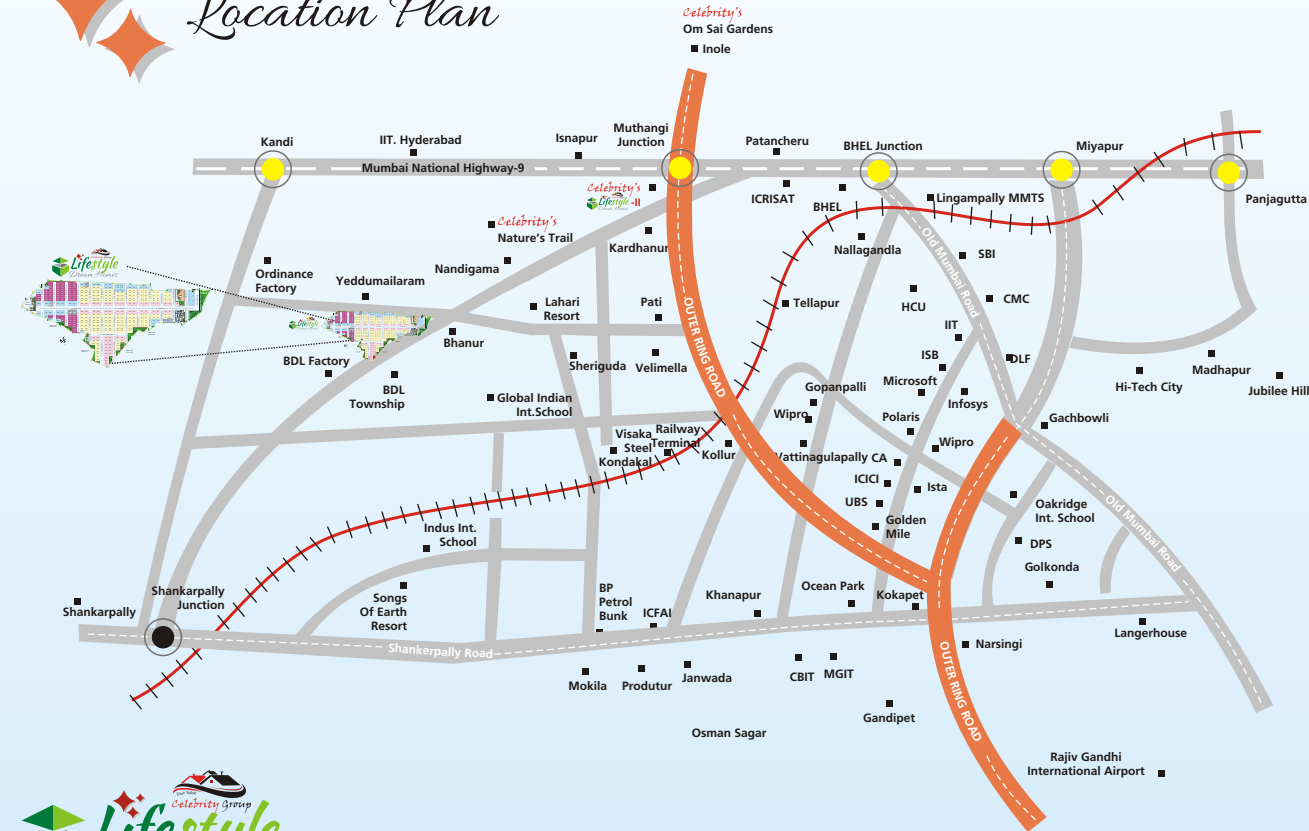 Location Plan
Celebrity's
Om Sai Gardens
Inole
Kandi
IIT. Hyderabad
Isnapur
Muthangi
Junction
Patancheru
BHEL Junction
Miyapur
Mumbai National Highway-9
Celebrity's
Lifestyle -II
ICRISAT
BHEL
Lingampally MMTS
Panjagutta
Celebrity's
Nature's Trail
Kardhanur
Nallagandla
Old Mumbai Road
SBI
Lifestyle
Dream Homes
Ordinance
Factory
Yeddumailaram
Nandigama
Lahari
Resort
Pati
OUTER RING ROAD
Tellapur
HCU
CMC
IIT
Bhanur
BDL Factory
BDL
Township
Sheriguda
Velimella
ISB
DLF
Microsoft
Infosys
Hi-Tech City
Madhapur
Jubilee Hill
Global Indian
Int.School
Gopanpalli
Wipro
Polaris
Gachbowli
Visaka
Steel
Kondakal
Railway
Terminal
Kollur
Wipro
Vattinagulapally
CA
ICICI
Ista
UBS
Golden
Mile
Oakridge
Int. School
Old Mumbai Road
DPS
Golkonda
Indus Int.
School
Shankarpally
Junction
Shankarpally
Songs
Of Earth
Resort
BP
Petrol
Bunk
ICFAI
Khanapur
Ocean Park
Kokapet
Langerhouse
Shankerpally Road
Narsingi
OUTER RING ROAD
Mokila
Produtur
Janwada
CBIT
MGIT
Gandipet
Osman Sagar
Rajiv Gandhi
International Airport
Celebrity Group
Lifestyle